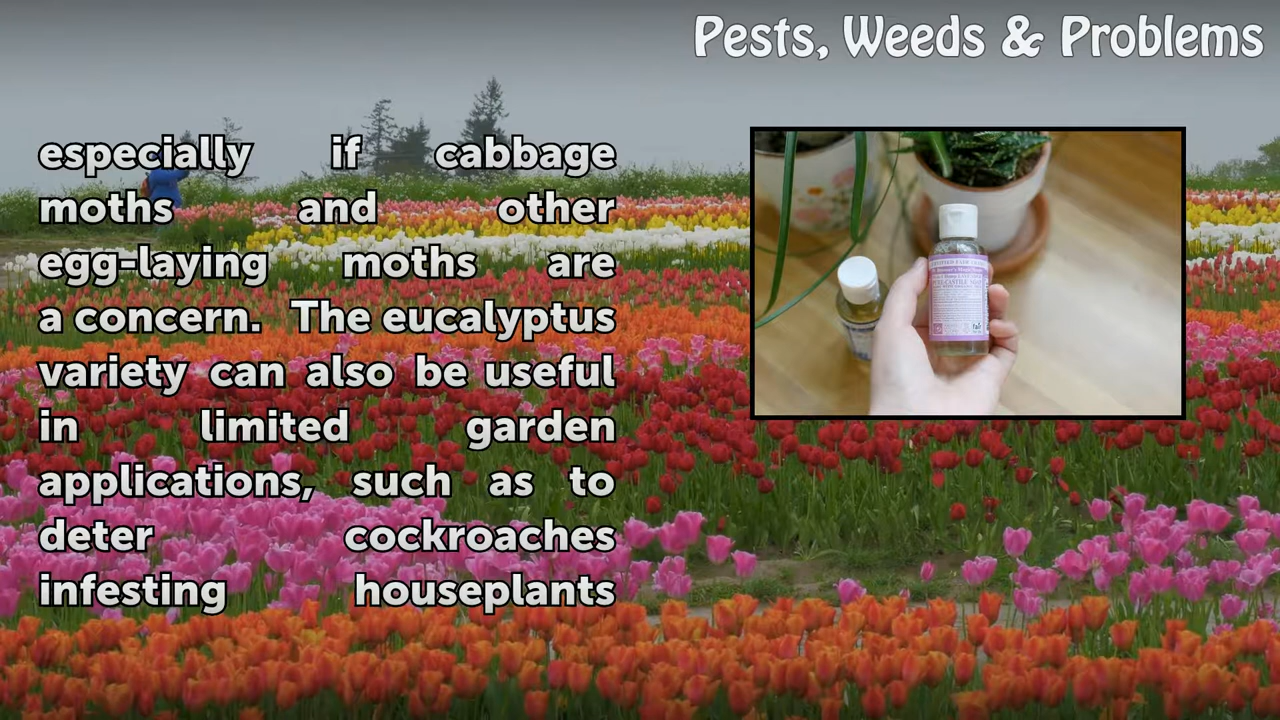 Pests, Weeds & Problems
especially if cabbage
moths and other
egg-laying moths are
a concern. The eucalyptus
variety can also be useful
in limited garden
applications, such as to
deter cockroaches
infesting houseplants